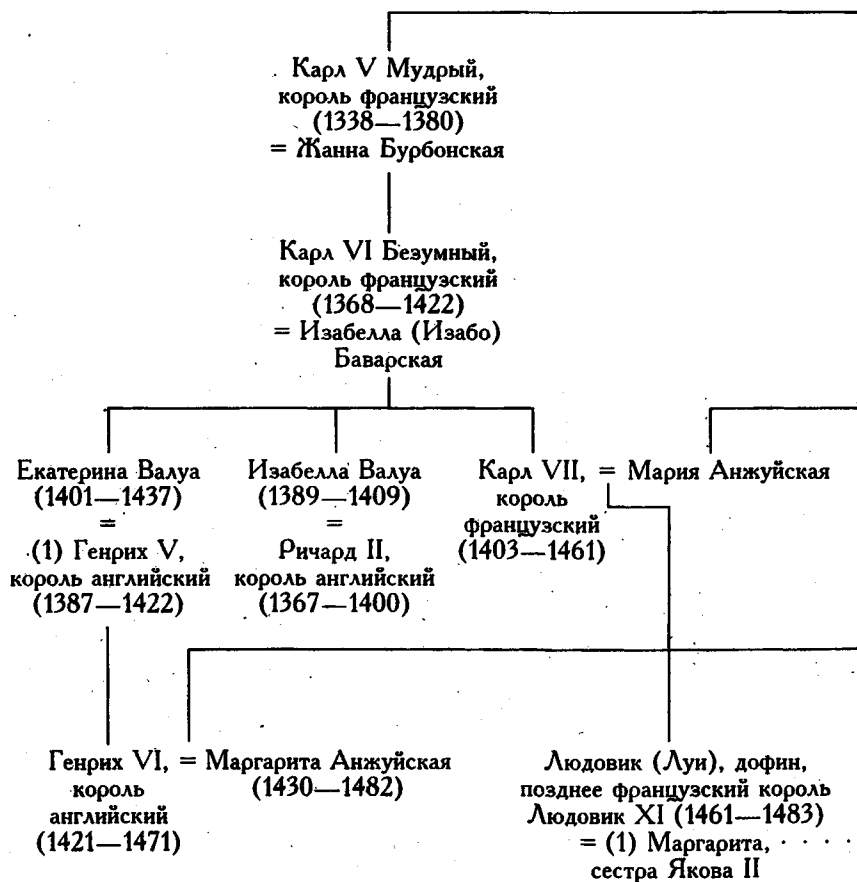 Карл V Мудрый,
король французский
(1338—1380)
= Жанна Бурбонская
Карл VI Безумный,
король французский
(1368—1422)
= Изабелла (Изабо)
Баварская
Екатерина Валуа
(1401—1437)
=
(1) Генрих V,
король английский
(1387—1422)
Изабелла Валуа
(1389—1409)
=
Ричард II,
король английский
(1367—1400)
Карл VII, = Мария Анжуйская
король
французский
(1403—1461)
Генрих VI, = Маргарита Анжуйская
король
английский
(1421—1471)
(1430—1482)
Людовик (Луи), дофин,
позднее французский король
Людовик XI (1461—1483)
= (1) Маргарита, · · · ·
сестра Якова II